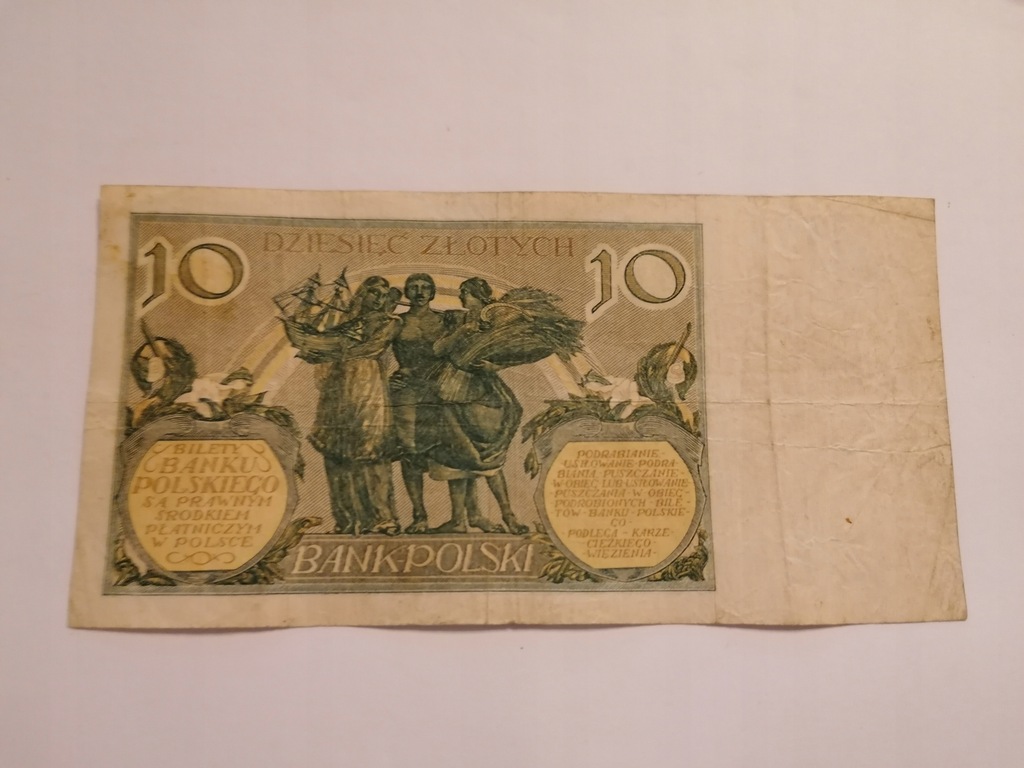 DZIESIĘĆ ZŁOTYCH
10
10
BILETY
BANKU
POLSKIEGO
SĄ PRAWNYM
ŚRODKIEM
PŁATNICZYM
W POLSCE
PODRABIANIE-
USIŁOWANIE PODRA-
BIANIA PUSZCZANIE-
W OBIEG LUB USIŁOWANIE
PUSZCZANIA W OBIEG-
PODROBIONYCH BILE-
TÓW BANKU POLSKIE-
GO-
PODLEGA - KARZE-
CIĘŻKIEGO-
WIĘZIENIA-
BANK·POLSKI